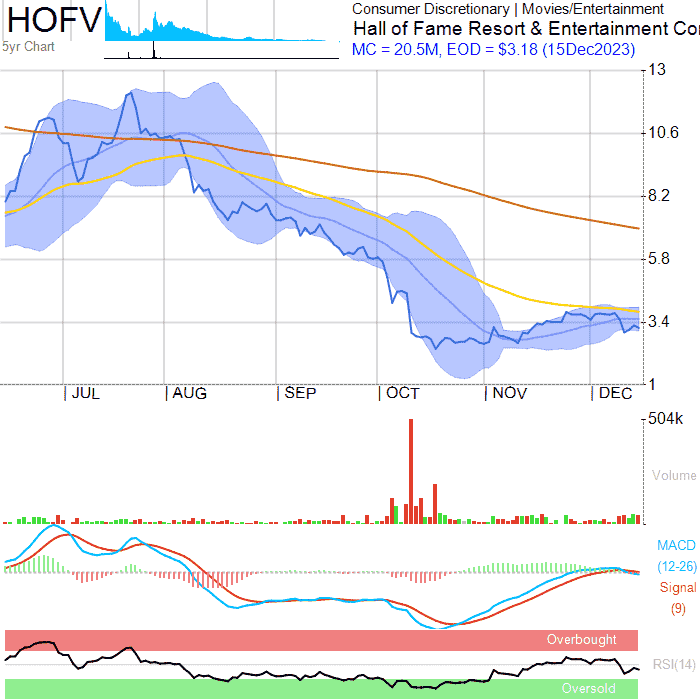 HOFV
5yr Chart
Consumer Discretionary | Movies/Entertainment
Hall of Fame Resort & Entertainment Cor
MC = 20.5M, EOD = $3.18 (15Dec2023)
13
10.6
8.2
5.8
3.4
1
JUL AUG SEP OCT NOV DEC
504k
Volume
MACD
(12-26)
Signal
(9)
Overbought
RSI(14)
Oversold